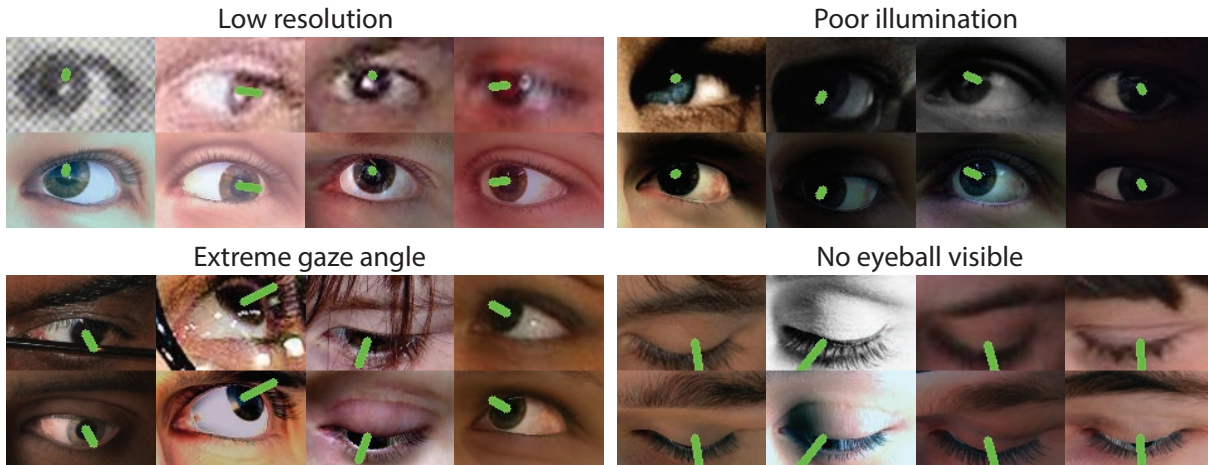 Low resolution
Poor illumination
Extreme gaze angle
No eyeball visible